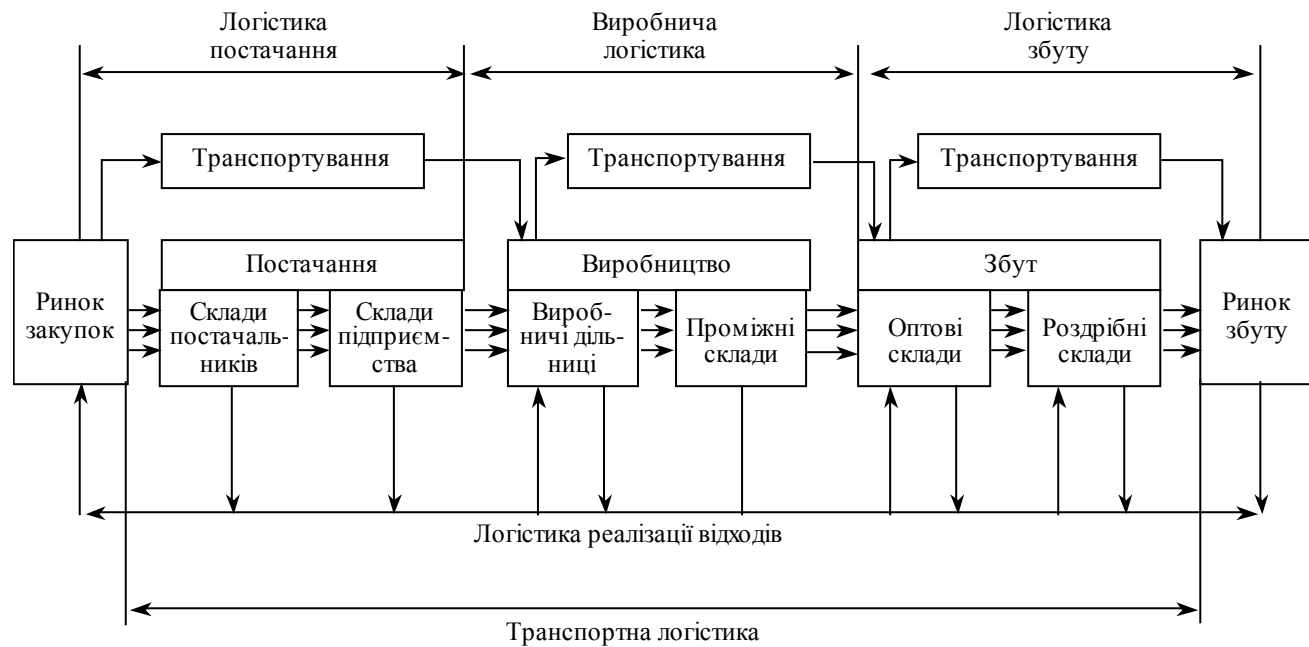 Логістика
постачання
Виробнича
логістика
Логістика
збуту
Транспортування
Транспортування
Транспортування
Ринок
закупок
Постачання
Склади
постачаль-
ників
Склади
підприєм-
ства
Виробництво
Вироб-
ничі діль-
ниці
Проміжні
склади
Збут
Оптові
склади
Роздрібні
склади
Ринок
збуту
Логістика реалізації відходів
Транспортна логістика